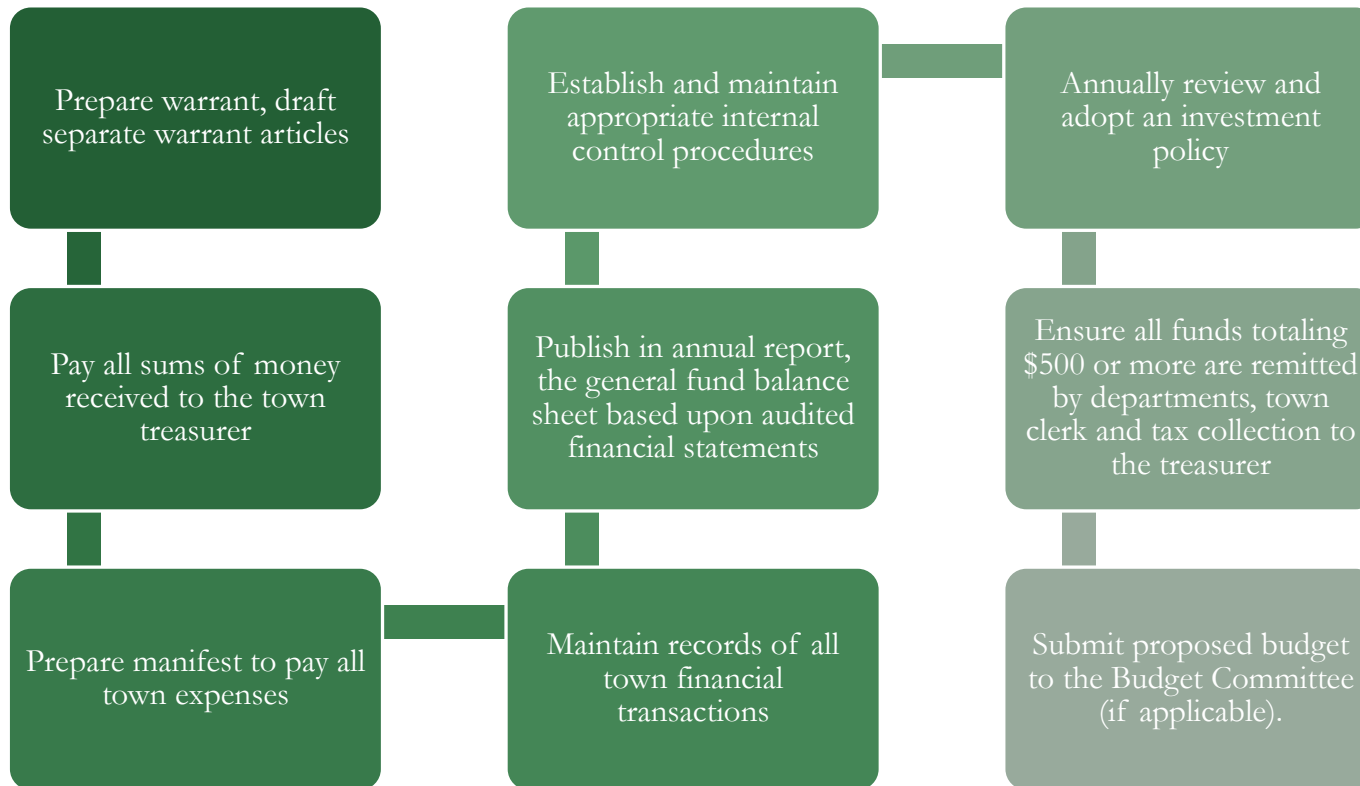 Prepare warrant, draft
separate warrant articles
Pay all sums of money
received to the town
treasurer
Prepare manifest to pay all
town expenses
Maintain records of all
town financial
transactions
Publish in annual report,
the general fund balance
sheet based upon audited
financial statements
Establish and maintain
appropriate internal
control procedures
Annually review and
adopt an investment
policy
Ensure all funds totaling
$500 or more are remitted
by departments, town
clerk and tax collection to
the treasurer
Submit proposed budget
to the Budget Committee
(if applicable).